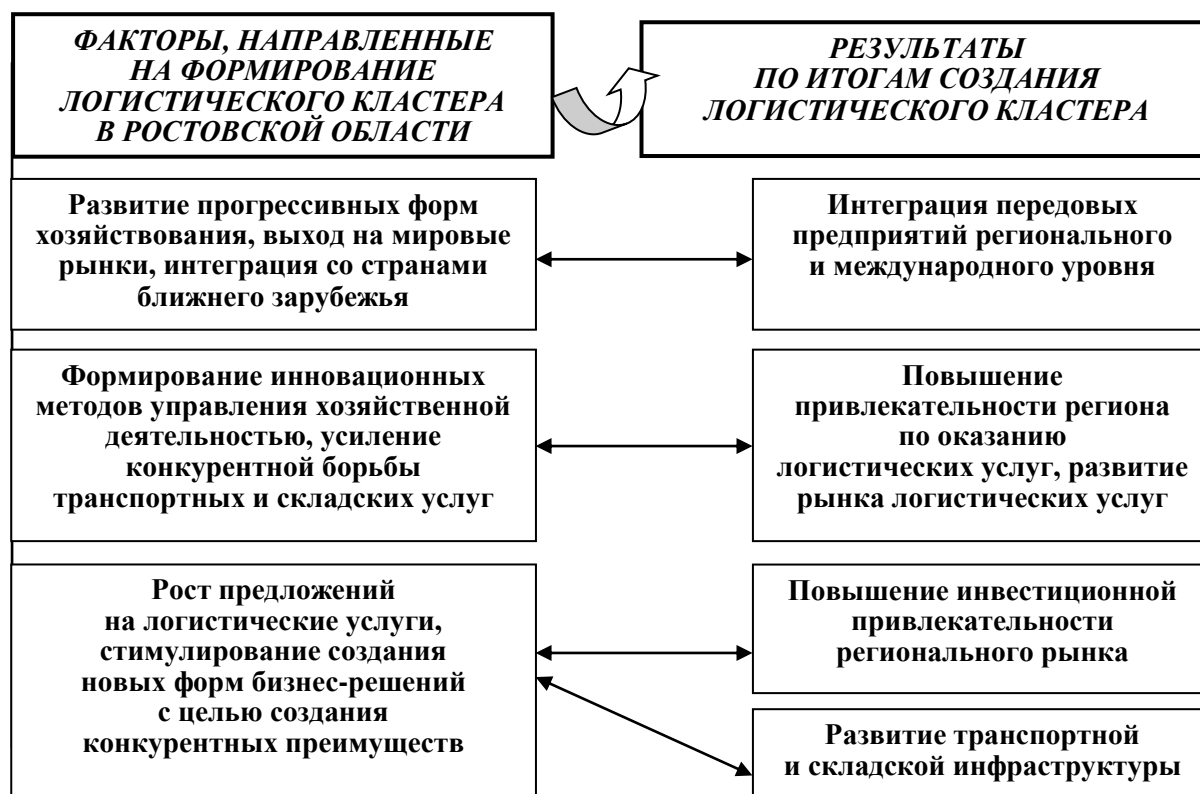 ФАКТОРЫ, НАПРАВЛЕННЫЕ
НА ФОРМИРОВАНИЕ
ЛОГИСТИЧЕСКОГО КЛАСТЕРА
В РОСТОВСКОЙ ОБЛАСТИ
РЕЗУЛЬТАТЫ
ПО ИТОГАМ СОЗДАНИЯ
ЛОГИСТИЧЕСКОГО КЛАСТЕРА
Развитие прогрессивных форм
хозяйствования, выход на мировые
рынки, интеграция со странами
ближнего зарубежья
Интеграция передовых
предприятий регионального
и международного уровня
Формирование инновационных
методов управления хозяйственной
деятельностью, усиление
конкурентной борьбы
транспортных и складских услуг
Повышение
привлекательности региона
по оказанию
логистических услуг, развитие
рынка логистических услуг
Рост предложений
на логистические услуги,
стимулирование создания
новых форм бизнес-решений
с целью создания
конкурентных преимуществ
Повышение инвестиционной
привлекательности
регионального рынка
Развитие транспортной
и складской инфраструктуры